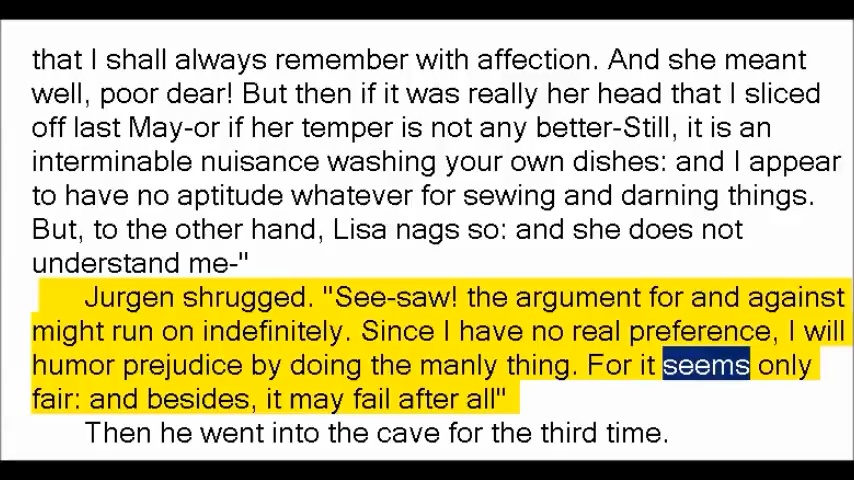 that I shall always remember with affection. And she meant
well, poor dear! But then if it was really her head that I sliced
off last May-or if her temper is not any better-Still, it is an
interminable nuisance washing your own dishes: and I appear
to have no aptitude whatever for sewing and darning things.
But, to the other hand, Lisa nags so: and she does not
understand me-"
Jurgen shrugged. "See-saw! the argument for and against
might run on indefinitely. Since I have no real preference, I will
humor prejudice by doing the manly thing. For it seems only
fair: and besides, it may fail after all"
Then he went into the cave for the third time.